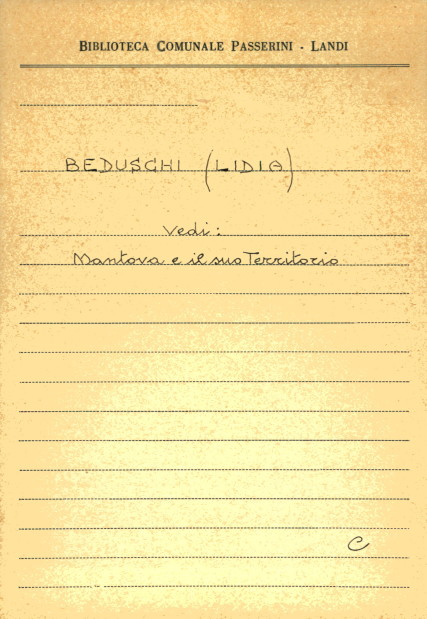 BIBLIOTECA COMUNALE PASSERINI - LANDI
BEDUSCHI (LIDIA)
Vedi:
Mantova e il suo Territorio
C